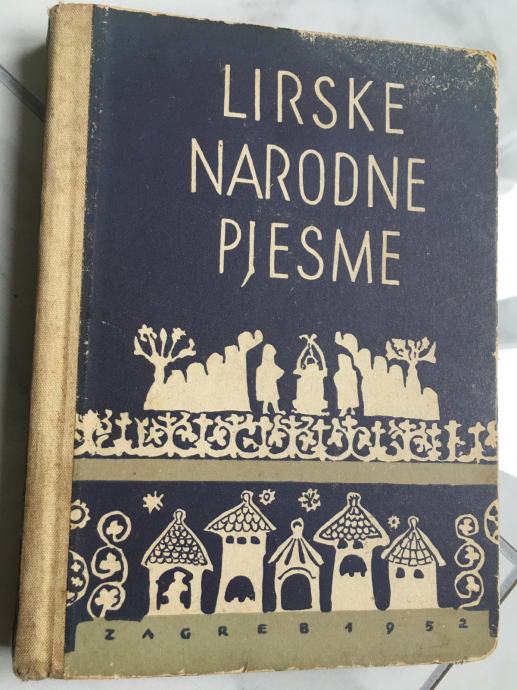 LIRSKE
NARODNE
PJESME
ZAGREB 1952